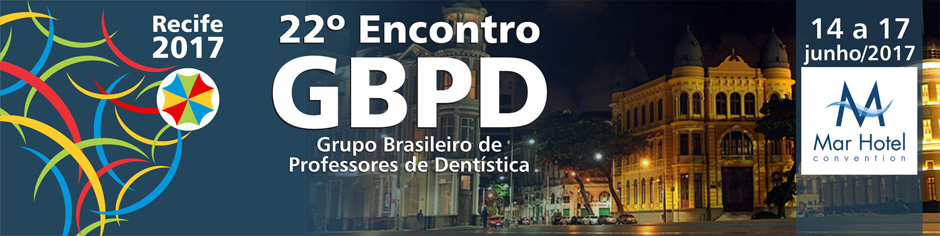 Recife
2017
22º Encontro
GBPD
Grupo Brasileiro de
Professores de Dentística
14 a 17
junho/2017
Mar Hotel
convention